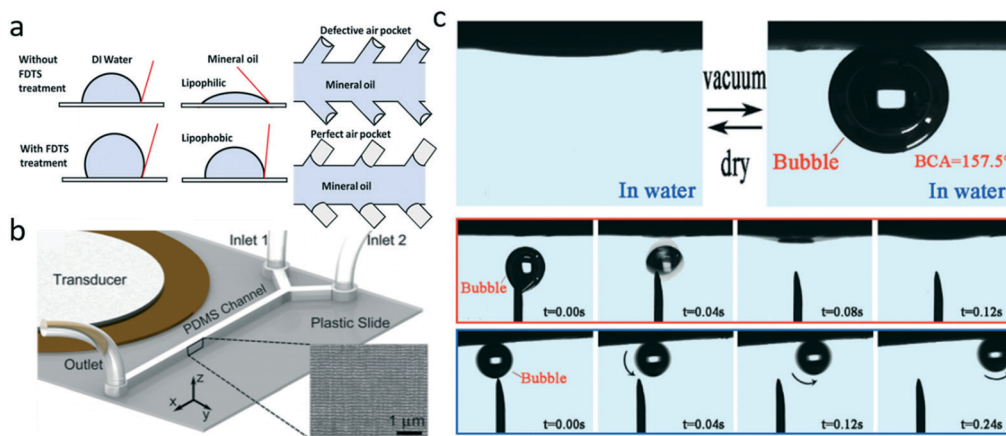 a
Without
FDTS
treatment
DI Water
Mineral oil
Lipophilic
Defective air pocket
Mineral oil
With FDTS
treatment
Lipophobic
Perfect air pocket
Mineral oil
b
Inlet 1
Inlet 2
Transducer
PDMS Channel
Plastic Slide
Outlet
z
x
y
1 μm
c
In water
vacuum
dry
Bubble
BCA=157.5°
In water
Bubble
t=0.00s
t=0.04s
t=0.08s
t=0.12s
Bubble
t=0.00s
t=0.04s
t=0.12s
t=0.24s